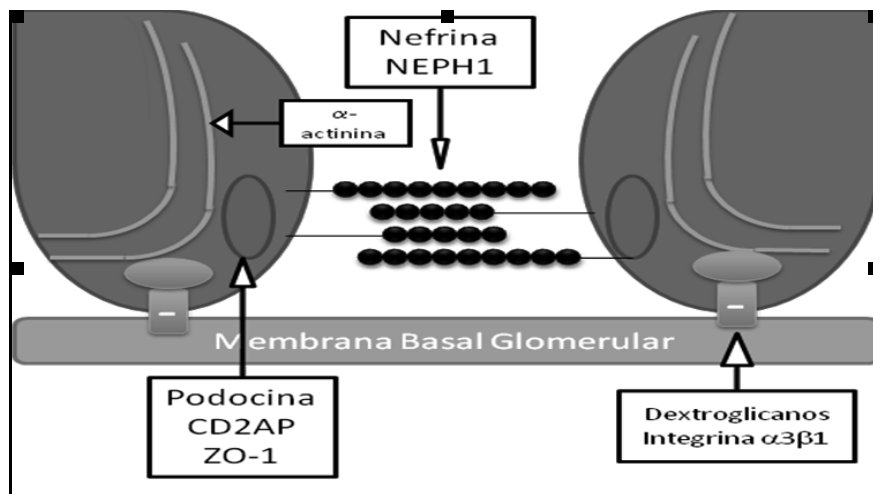 Nefrina
NEPH1
α-
actinina
Membrana Basal Glomerular
Podocina
CD2AP
ZO-1
Dextroglicanos
Integrina α3β1